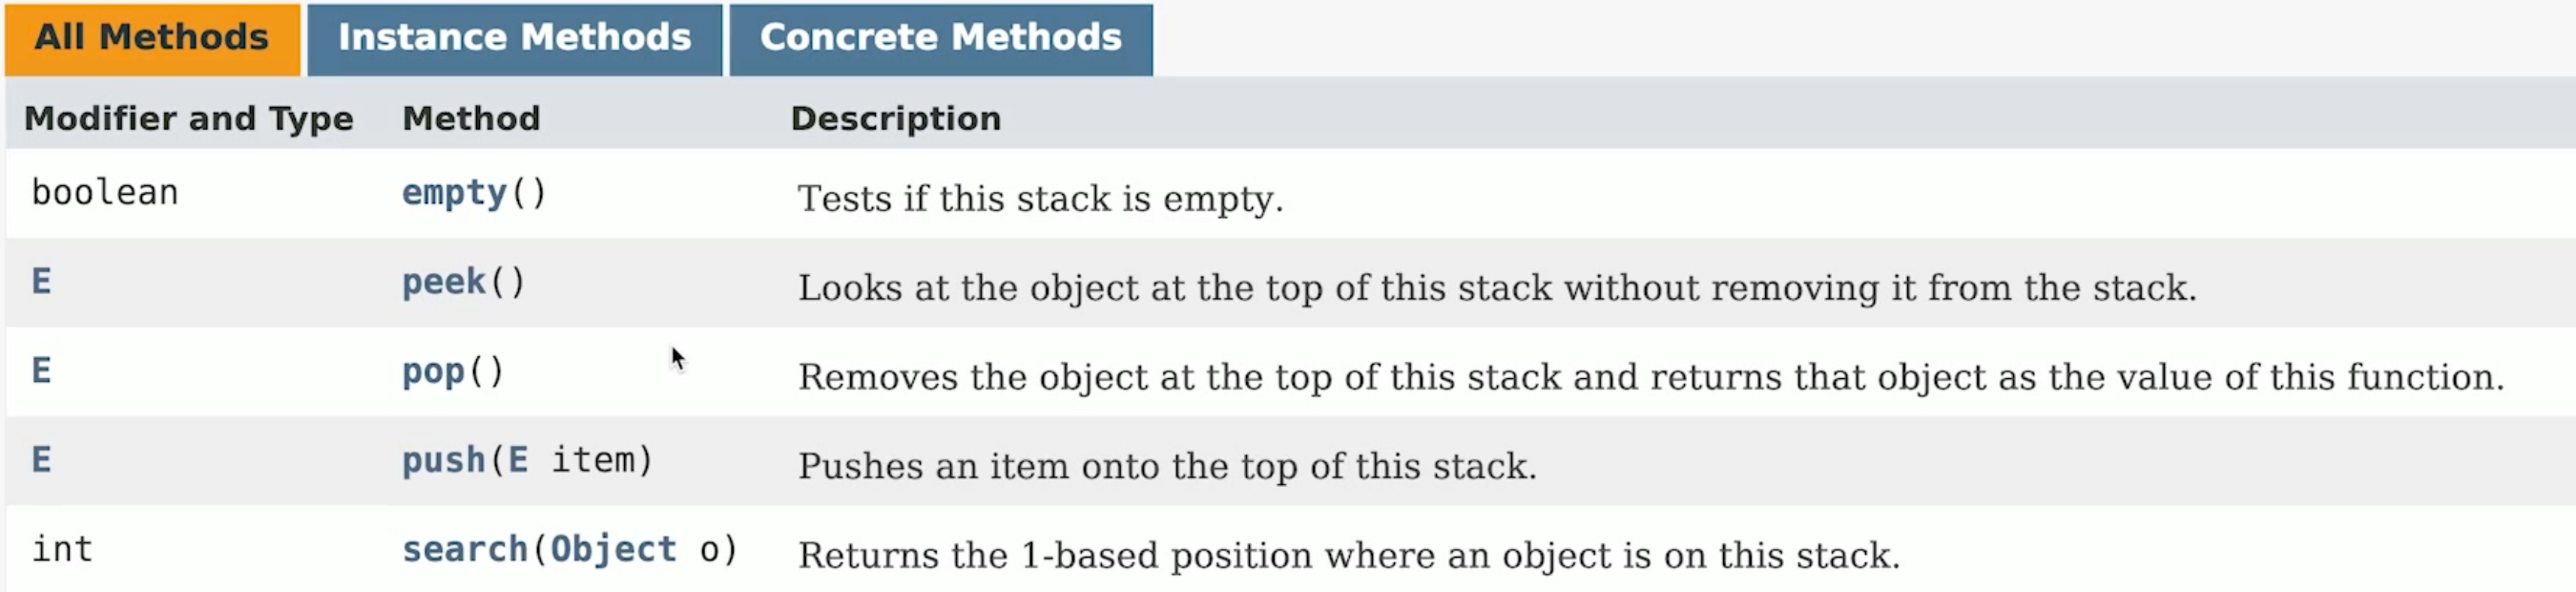 All Methods Instance Methods Concrete Methods
Modifier and Type Method Description
boolean empty() Tests if this stack is empty.
E peek() Looks at the object at the top of this stack without removing it from the stack.
E pop() Removes the object at the top of this stack and returns that object as the value of this function.
E push(E item) Pushes an item onto the top of this stack.
int search(Object o) Returns the 1-based position where an object is on this stack.